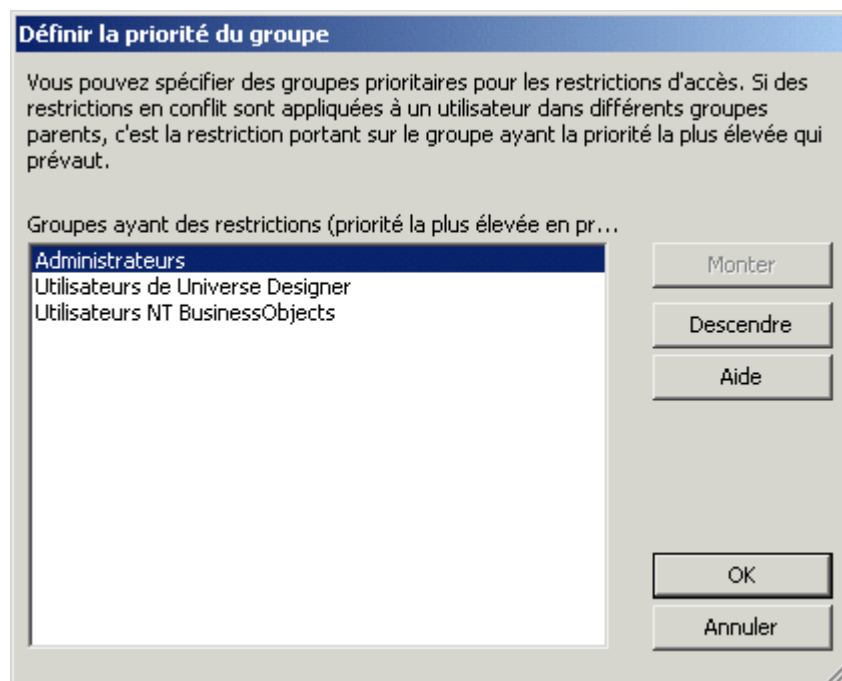 Définir la priorité du groupe
Vous pouvez spécifier des groupes prioritaires pour les restrictions d'accès. Si des
restrictions en conflit sont appliquées à un utilisateur dans différents groupes
parents, c'est la restriction portant sur le groupe ayant la priorité la plus élevée qui
prévaut.
Groupes ayant des restrictions (priorité la plus élevée en pr...
Administrateurs
Utilisateurs de Universe Designer
Utilisateurs NT BusinessObjects
Monter
Descendre
Aide
OK
Annuler